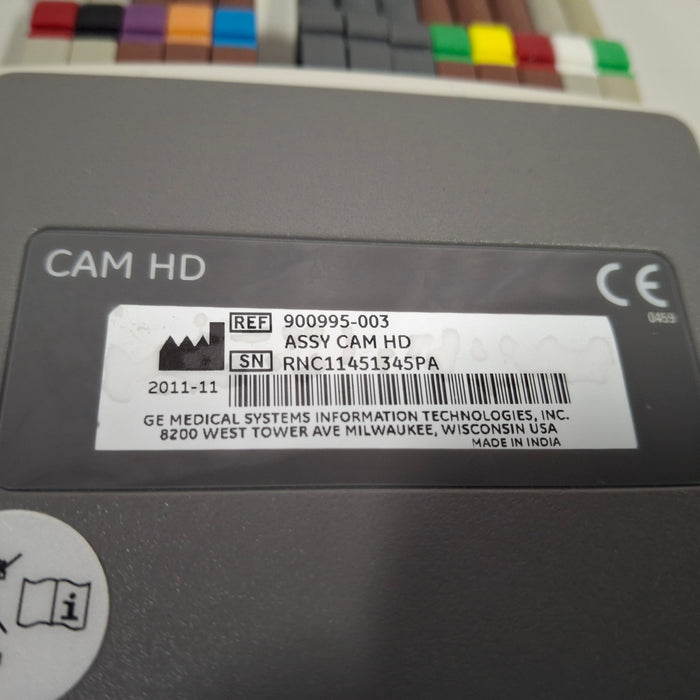 CAM HD
CE
0459
REF 900995-003
ASSY CAM HD
SN RNC11451345PA
2011-11
GE MEDICAL SYSTEMS INFORMATION TECHNOLOGIES, INC.
8200 WEST TOWER AVE MILWAUKEE, WISCONSIN USA
MADE IN INDIA
i